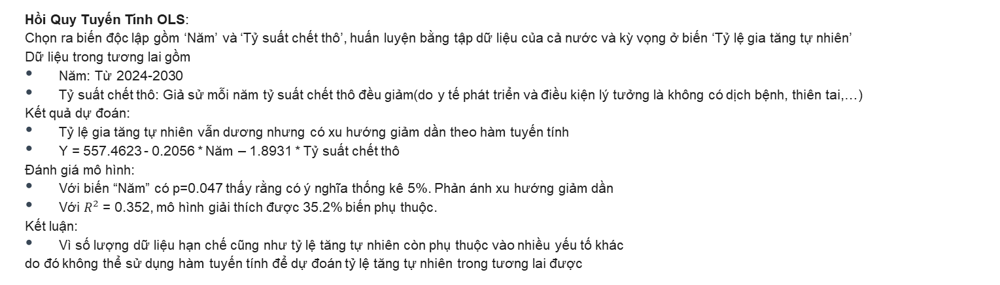 Hồi Quy Tuyến Tính OLS:
Chọn ra biến độc lập gồm ‘Năm’ và ‘Tỷ suất chết thô’, huấn luyện bằng tập dữ liệu của cả nước và kỳ vọng ở biến ‘Tỷ lệ gia tăng tự nhiên’
Dữ liệu trong tương lai gồm
• Năm: Từ 2024-2030
• Tỷ suất chết thô: Giả sử mỗi năm tỷ suất chết thô đều giảm(do y tế phát triển và điều kiện lý tưởng là không có dịch bệnh, thiên tai,…)
Kết quả dự đoán:
• Tỷ lệ gia tăng tự nhiên vẫn dương nhưng có xu hướng giảm dần theo hàm tuyến tính
• Y = 557.4623 - 0.2056 * Năm – 1.8931 * Tỷ suất chết thô
Đánh giá mô hình:
• Với biến “Năm” có p=0.047 thấy rằng có ý nghĩa thống kê 5%. Phản ánh xu hướng giảm dần
• Với R² = 0.352, mô hình giải thích được 35.2% biến phụ thuộc.
Kết luận:
• Vì số lượng dữ liệu hạn chế cũng như tỷ lệ tăng tự nhiên còn phụ thuộc vào nhiều yếu tố khác
do đó không thể sử dụng hàm tuyến tính để dự đoán tỷ lệ tăng tự nhiên trong tương lai được